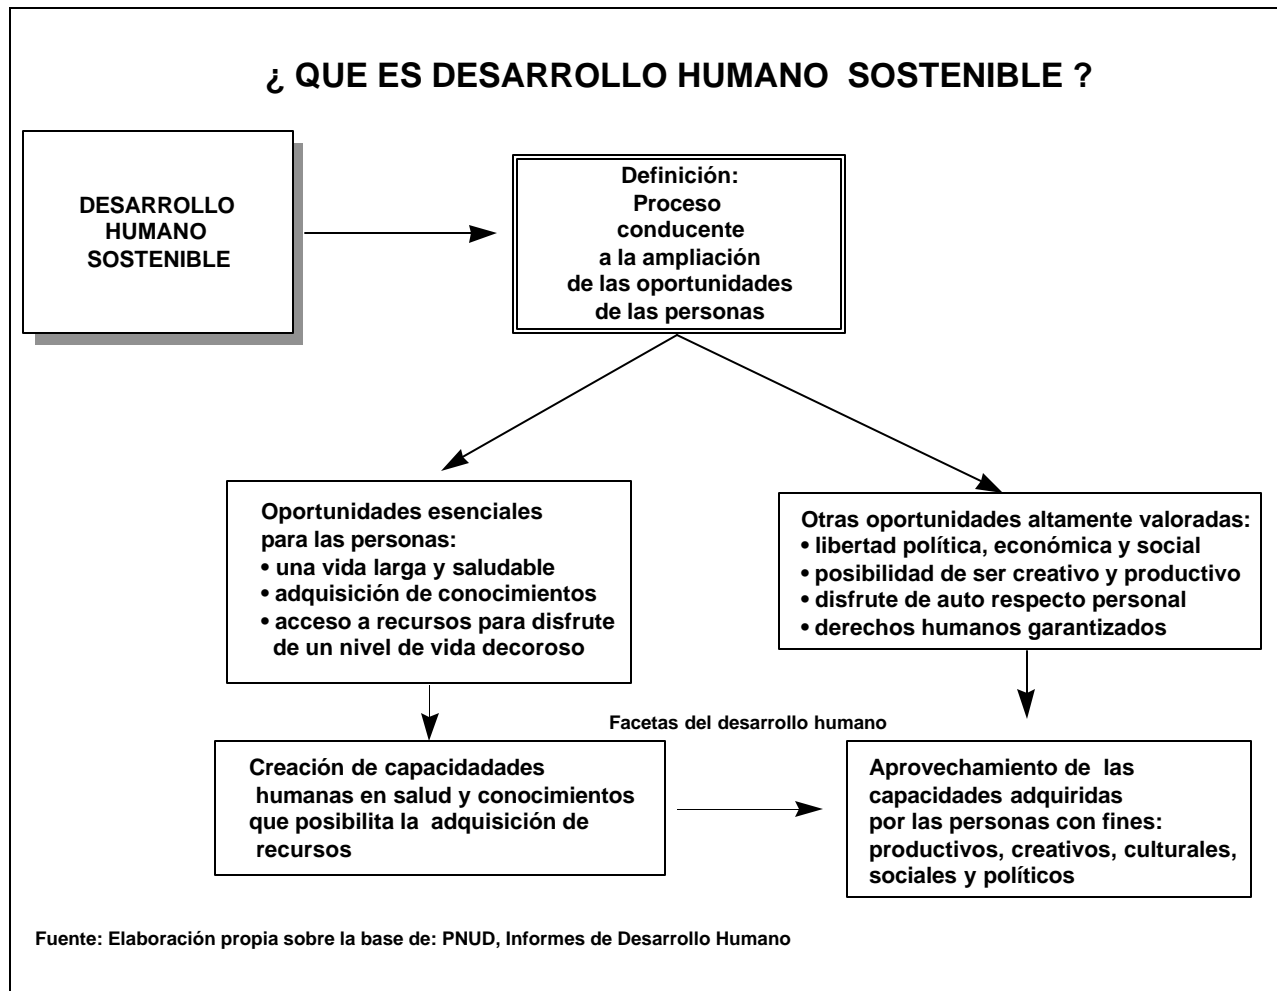 ¿ QUE ES DESARROLLO HUMANO SOSTENIBLE ?
DESARROLLO
HUMANO
SOSTENIBLE
Definición:
Proceso
conducente
a la ampliación
de las oportunidades
de las personas
Oportunidades esenciales
para las personas:
• una vida larga y saludable
• adquisición de conocimientos
• acceso a recursos para disfrute
de un nivel de vida decoroso
Otras oportunidades altamente valoradas:
• libertad política, económica y social
• posibilidad de ser creativo y productivo
• disfrute de auto respecto personal
• derechos humanos garantizados
Facetas del desarrollo humano
Creación de capacidadades
humanas en salud y conocimientos
que posibilita la adquisición de
recursos
Aprovechamiento de las
capacidades adquiridas
por las personas con fines:
productivos, creativos, culturales,
sociales y políticos
Fuente: Elaboración propia sobre la base de: PNUD, Informes de Desarrollo Humano